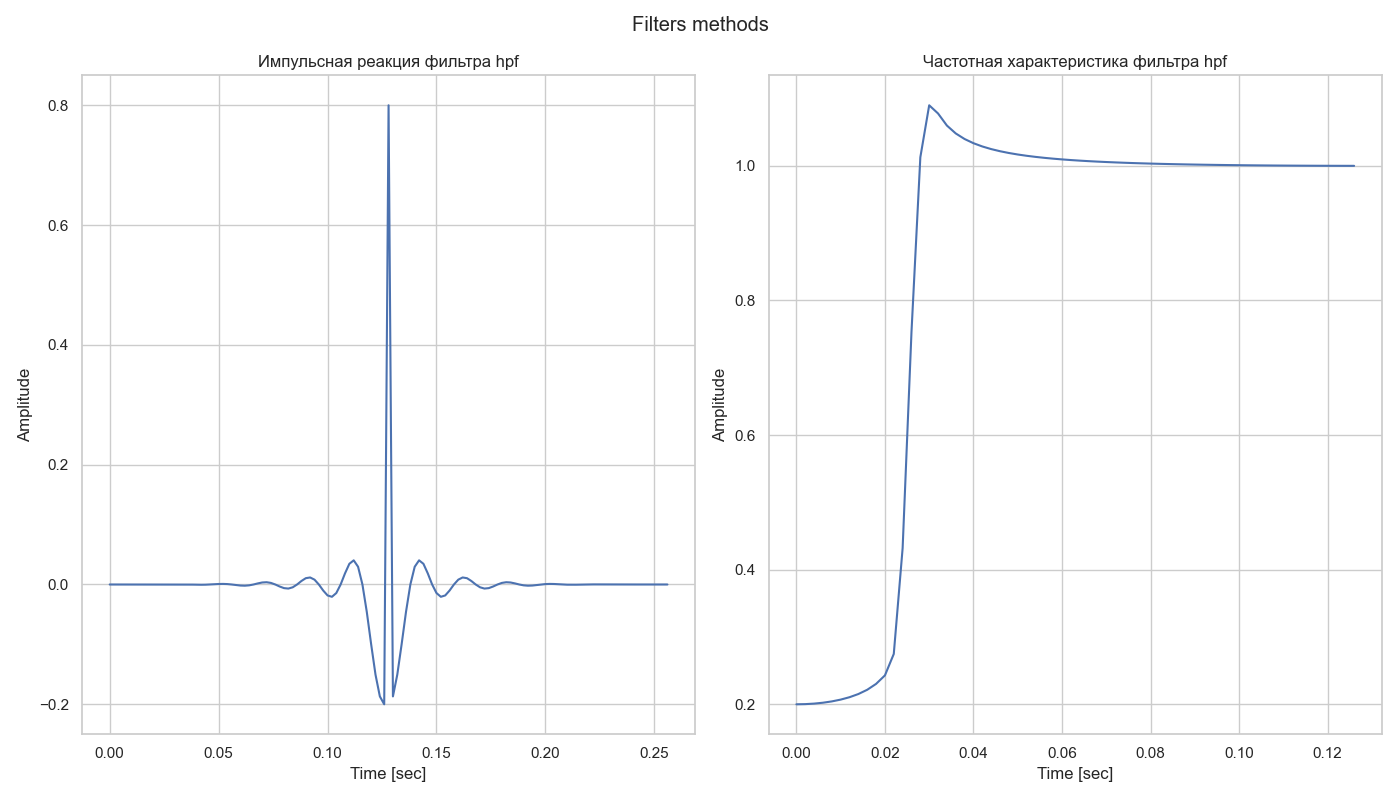 Filters methods
Импульсная реакция фильтра hpf
Amplitude
0.8
0.6
0.4
0.2
0.0
−0.2
0.00 0.05 0.10 0.15 0.20 0.25
Time [sec]
Частотная характеристика фильтра hpf
Amplitude
1.0
0.8
0.6
0.4
0.2
0.00 0.02 0.04 0.06 0.08 0.10 0.12
Time [sec]